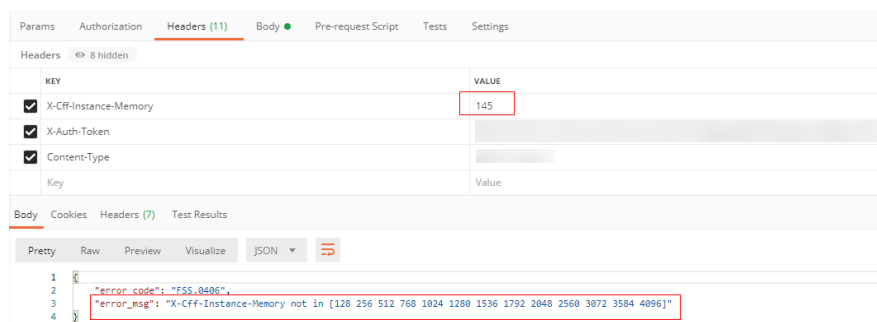 Params Authorization Headers (11) Body Pre-request Script Tests Settings
Headers 8 hidden
KEY VALUE
X-Cff-Instance-Memory 145
X-Auth-Token
Content-Type
Key Value
Body Cookies Headers (7) Test Results
Pretty Raw Preview Visualize JSON
1 {
2 "error_code": "FSS.0406",
3 "error_msg": "X-Cff-Instance-Memory not in [128 256 512 768 1024 1280 1536 1792 2048 2560 3072 3584 4096]"
4 }